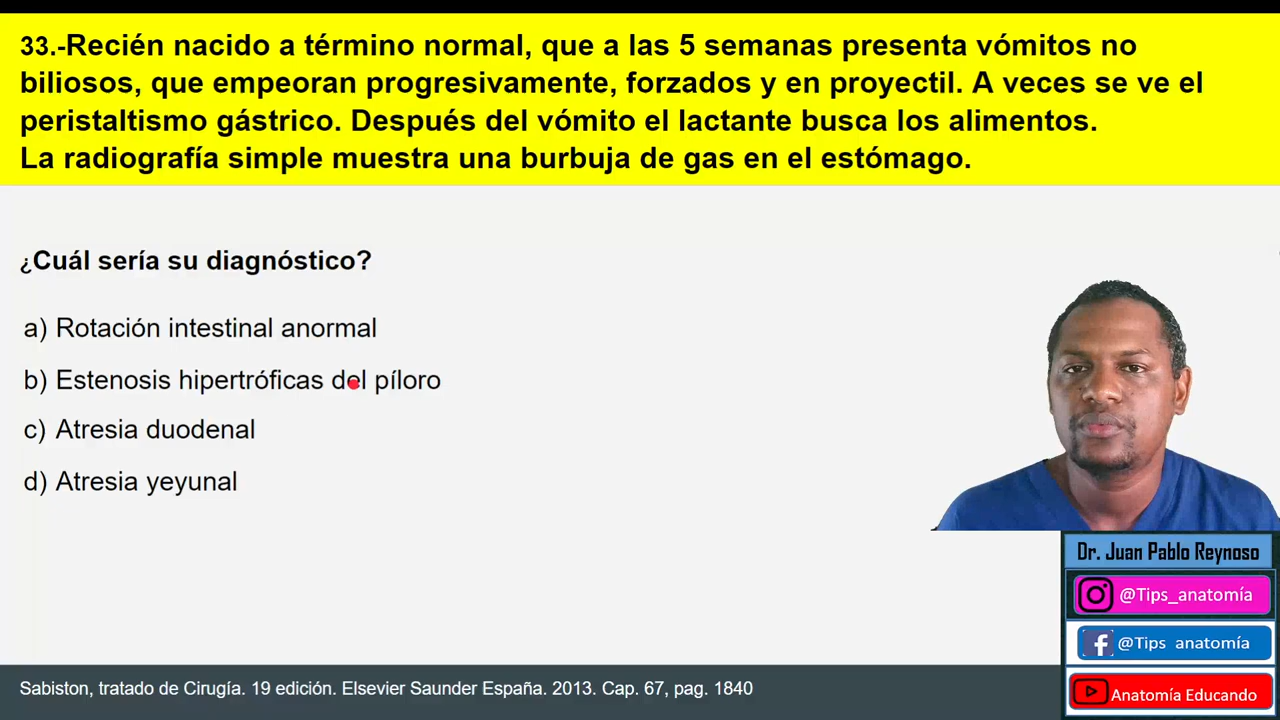 33.-Recién nacido a término normal, que a las 5 semanas presenta vómitos no
biliosos, que empeoran progresivamente, forzados y en proyectil. A veces se ve el
peristaltismo gástrico. Después del vómito el lactante busca los alimentos.
La radiografía simple muestra una burbuja de gas en el estómago.
¿Cuál sería su diagnóstico?
a) Rotación intestinal anormal
b) Estenosis hipertróficas del píloro
c) Atresia duodenal
d) Atresia yeyunal
Dr. Juan Pablo Reynoso
@Tips_anatomía
@Tips anatomía
Anatomía Educando
Sabiston, tratado de Cirugía. 19 edición. Elsevier Saunder España. 2013. Cap. 67, pag. 1840